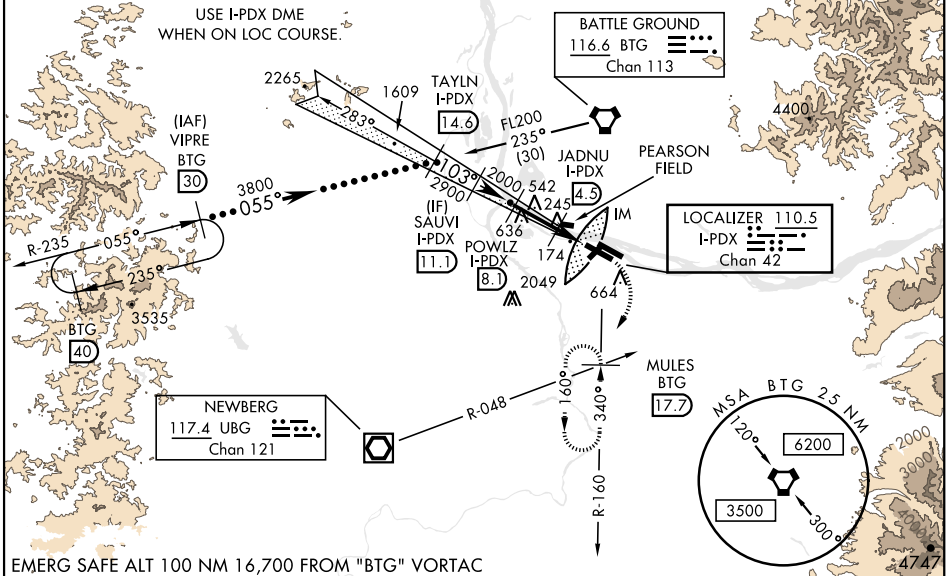 USE I-PDX DME
WHEN ON LOC COURSE.
BATTLE GROUND
116.6 BTG
Chan 113
2265
1609
TAYLN
I-PDX
14.6
283°
FL200
235°
(30)
4400
(IAF)
VIPRE
BTG
30
103°
2000
JADNU
I-PDX
4.5
PEARSON
FIELD
3800
055°
2900
542
245
636
IM
(IF)
SAUVI
I-PDX
11.1
POWLZ
I-PDX
8.1
174
2049
664
LOCALIZER 110.5
I-PDX
Chan 42
R-235
055°
235°
3535
BTG
40
MULES
BTG
17.7
160°
340°
R-048
R-160
NEWBERG
117.4 UBG
Chan 121
MSA BTG 25 NM
120°
6200
3500
300°
2000
3000
4000
4747
EMERG SAFE ALT 100 NM 16,700 FROM "BTG" VORTAC